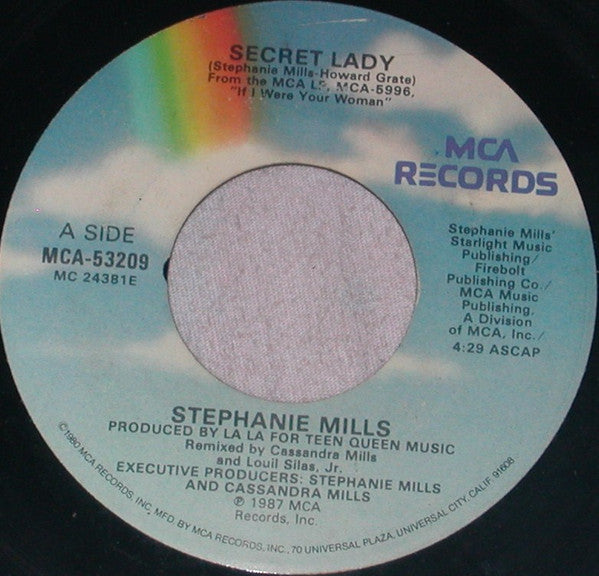 SECRET LADY
(Stephanie Mills-Howard Grate)
From the MCA LP, MCA-5996,
"If I Were Your Woman"
MCA
RECORDS
A SIDE
MCA-53209
MC 24381E
Stephanie Mills'
Starlight Music
Publishing/
Firebolt
Publishing Co./
MCA Music
Publishing,
A Division
of MCA, Inc./
4:29 ASCAP
STEPHANIE MILLS
PRODUCED BY LA LA FOR TEEN QUEEN MUSIC
Remixed by Cassandra Mills
and Louil Silas, Jr.
EXECUTIVE PRODUCERS: STEPHANIE MILLS
AND CASSANDRA MILLS
℗1987 MCA
Records, Inc.
©1980 MCA RECORDS, INC. MFD. BY MCA RECORDS, INC., 70 UNIVERSAL PLAZA, UNIVERSAL CITY, CALIF. 91608